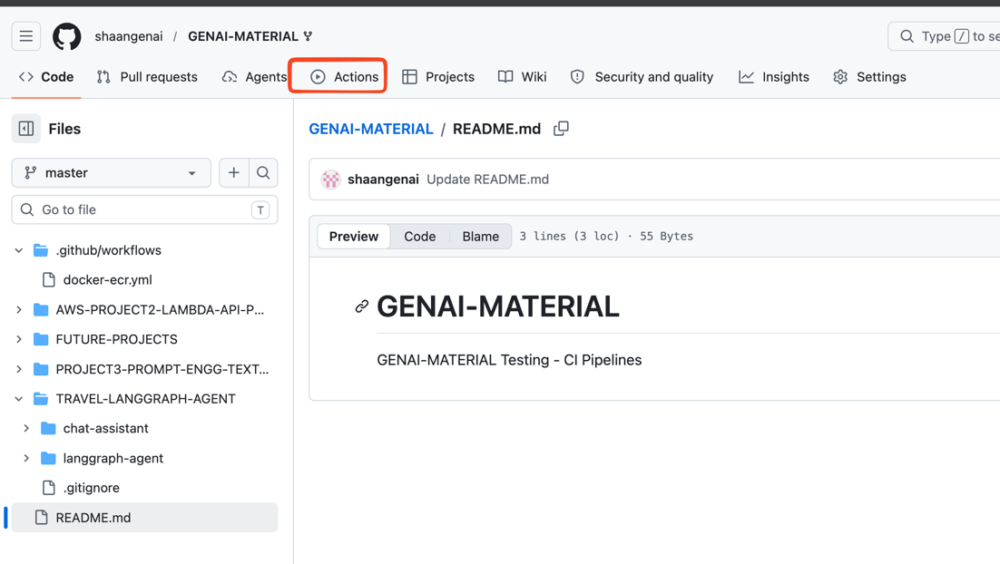 shaangenai / GENAI-MATERIAL
Type / to se
Code Pull requests Agents Actions Projects Wiki Security and quality Insights Settings
Files
master
Go to file T
.github/workflows
docker-ecr.yml
AWS-PROJECT2-LAMBDA-API-P...
FUTURE-PROJECTS
PROJECT3-PROMPT-ENGG-TEXT...
TRAVEL-LANGGRAPH-AGENT
chat-assistant
langgraph-agent
.gitignore
README.md
GENAI-MATERIAL / README.md
shaangenai Update README.md
Preview Code Blame 3 lines (3 loc) · 55 Bytes
GENAI-MATERIAL
GENAI-MATERIAL Testing - CI Pipelines